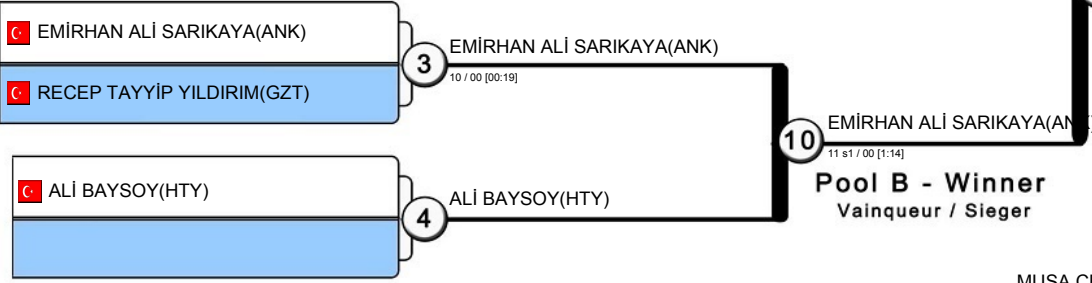 EMİRHAN ALİ SARIKAYA(ANK)
RECEP TAYYİP YILDIRIM(GZT)
3
EMİRHAN ALİ SARIKAYA(ANK)
10 / 00 [00:19]
ALİ BAYSOY(HTY)
4
ALİ BAYSOY(HTY)
10
EMİRHAN ALİ SARIKAYA(AN
11 s1 / 00 [1:14]
Pool B - Winner
Vainqueur / Sieger
MUSA